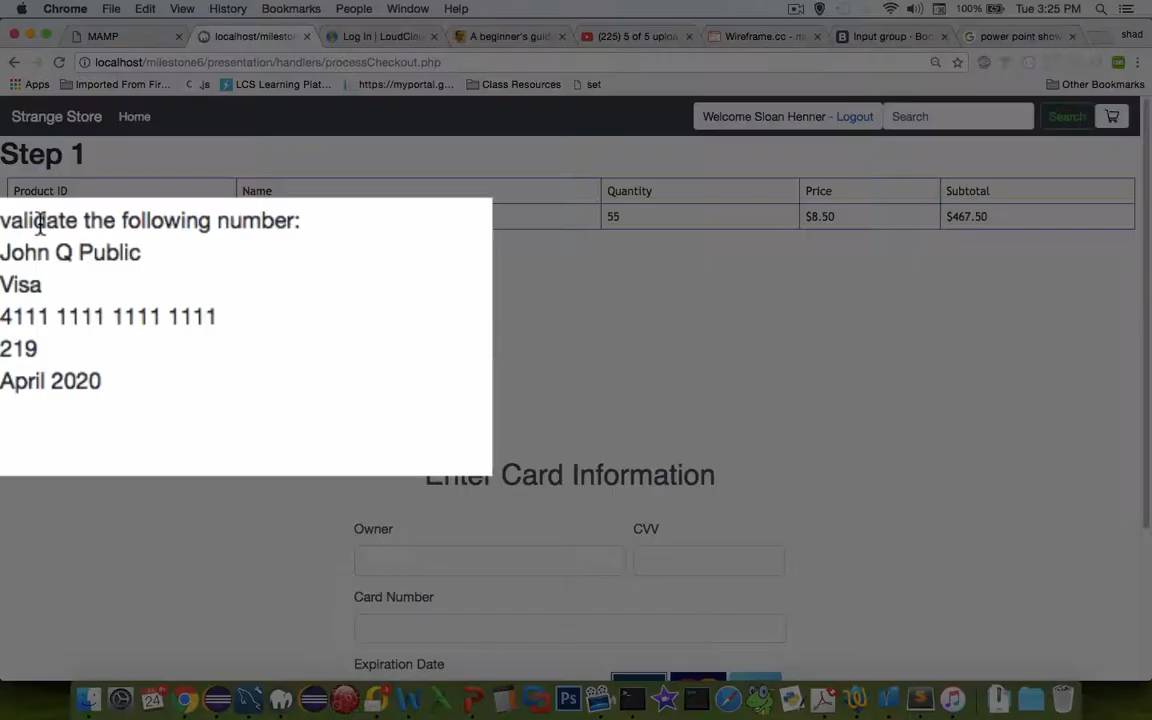 Chrome File Edit View History Bookmarks People Window Help 100% Tue 3:25 PM
MAMP localhost/milesto Log In | LoudClo A beginner's guid (225) 5 of 5 uploa Wireframe.cc - m Input group · Boo power point show shad
localhost/milestone6/presentation/handlers/processCheckout.php
Apps Imported From Fir... .js LCS Learning Plat... https://myportal.g... Class Resources set Other Bookmarks
Strange Store Home Welcome Sloan Henner - Logout Search Search
Step 1
Product ID Name Quantity Price Subtotal
55 $8.50 $467.50
validate the following number:
John Q Public
Visa
4111 1111 1111 1111
219
April 2020
Enter Card Information
Owner CVV
Card Number
Expiration Date